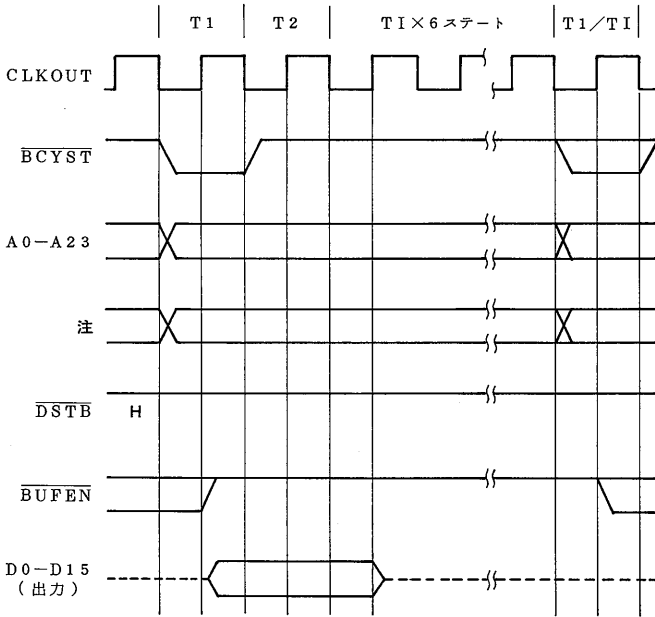 T1 T2 TI×6ステート T1/TI
CLKOUT
BCYST
A0-A23
注
DSTB H
BUFEN
D0-D15
(出力)